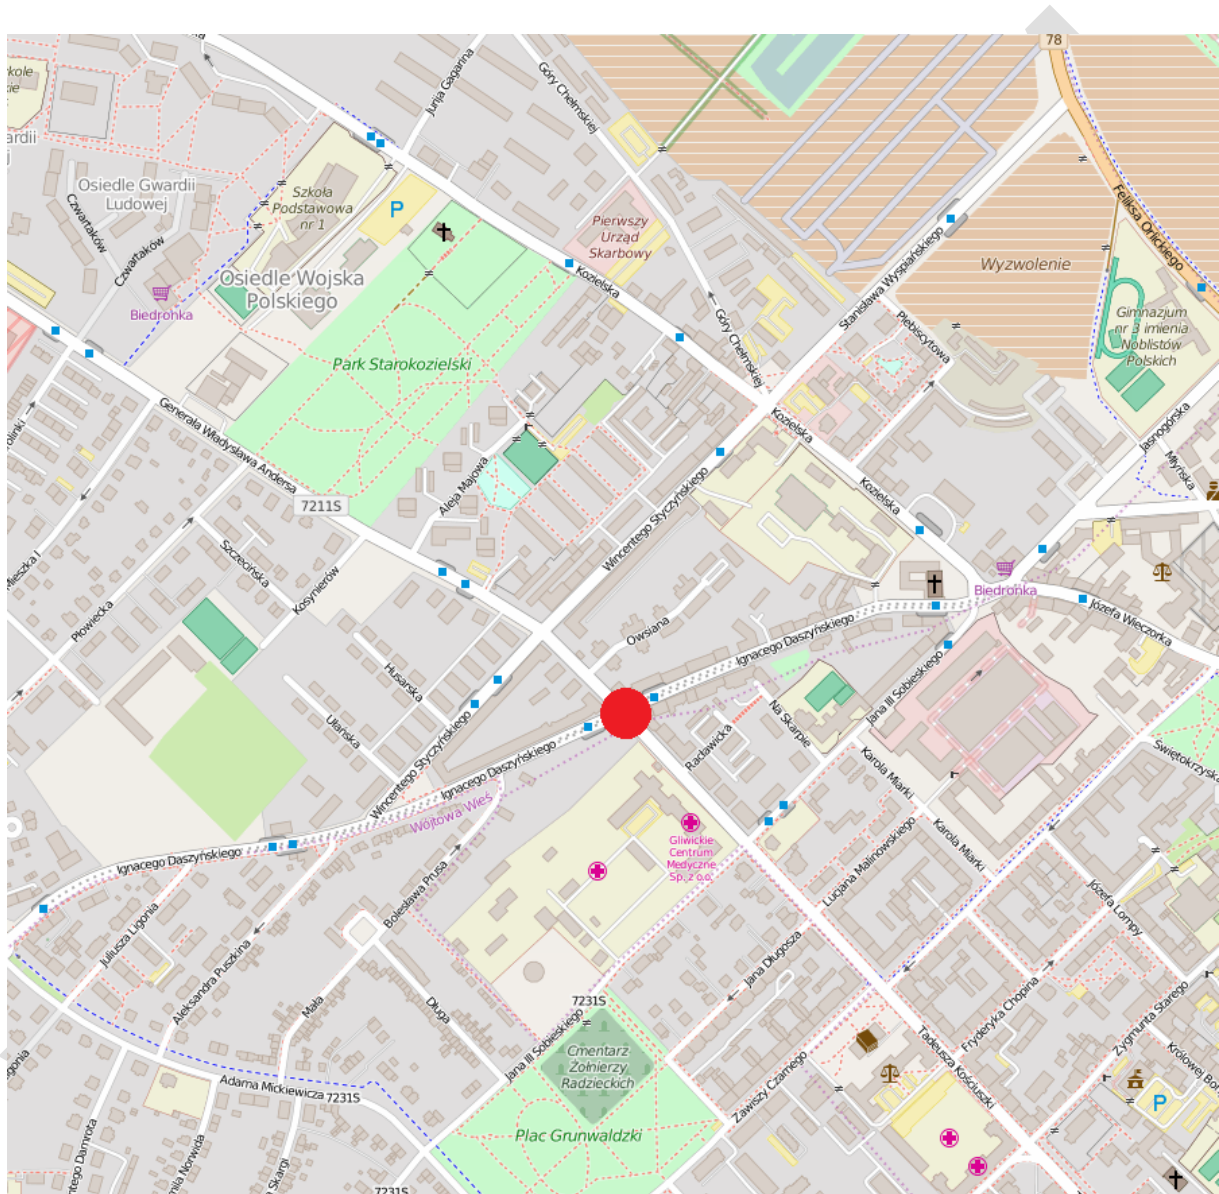 78
Jurija Gagarina
Góry Chełmskiej
Osiedle Gwardii
Ludowej
Czwartaków
Czwartaków
Szkoła
Podstawowa
nr 1
P
Pierwszy
Urząd
Skarbowy
Feliksa Orlickiego
Stanisława Wyspiańskiego
Wyzwolenie
Osiedle Wojska
Polskiego
Biedronka
Kozielska
Góry Chełmskiej
Plebiscytowa
Gimnazjum
nr 3 imienia
Noblistów
Polskich
Park Starokozielski
Generała Władysława Andersa
Kozielska
Jasnogórska
Młyńska
Aleja Majowa
Wincentego Styczyńskiego
Kozielska
7211S
Mieszka I
Szczecińska
Kosynierów
Płowiecka
Biedronka
Józefa Wieczorka
Owsiana
Ignacego Daszyńskiego
Jana III Sobieskiego
Husarska
Ułańska
Na Skarpie
Radawicka
Wincentego Styczyńskiego
Ignacego Daszyńskiego
Karola Miarki
Świętokrzyska
Wójtowa Wieś
Gliwickie
Centrum
Medyczne
Sp. z o.o.
Karola Miarki
Lucjana Malinowskiego
Ignacego Daszyńskiego
Bolesława Prusa
Juliusza Ligonia
Aleksandra Puszkina
Józefa Lompy
Jana Długosza
Mała
Długa
7231S
Jana III Sobieskiego
Fryderyka Chopina
Zygmunta Starego
Tadeusza Kościuszki
Cmentarz
Żołnierzy
Radzieckich
Królowej Bo
Zawiszy Czarnego
Adama Mickiewicza 7231S
P
Plac Grunwaldzki
7231S